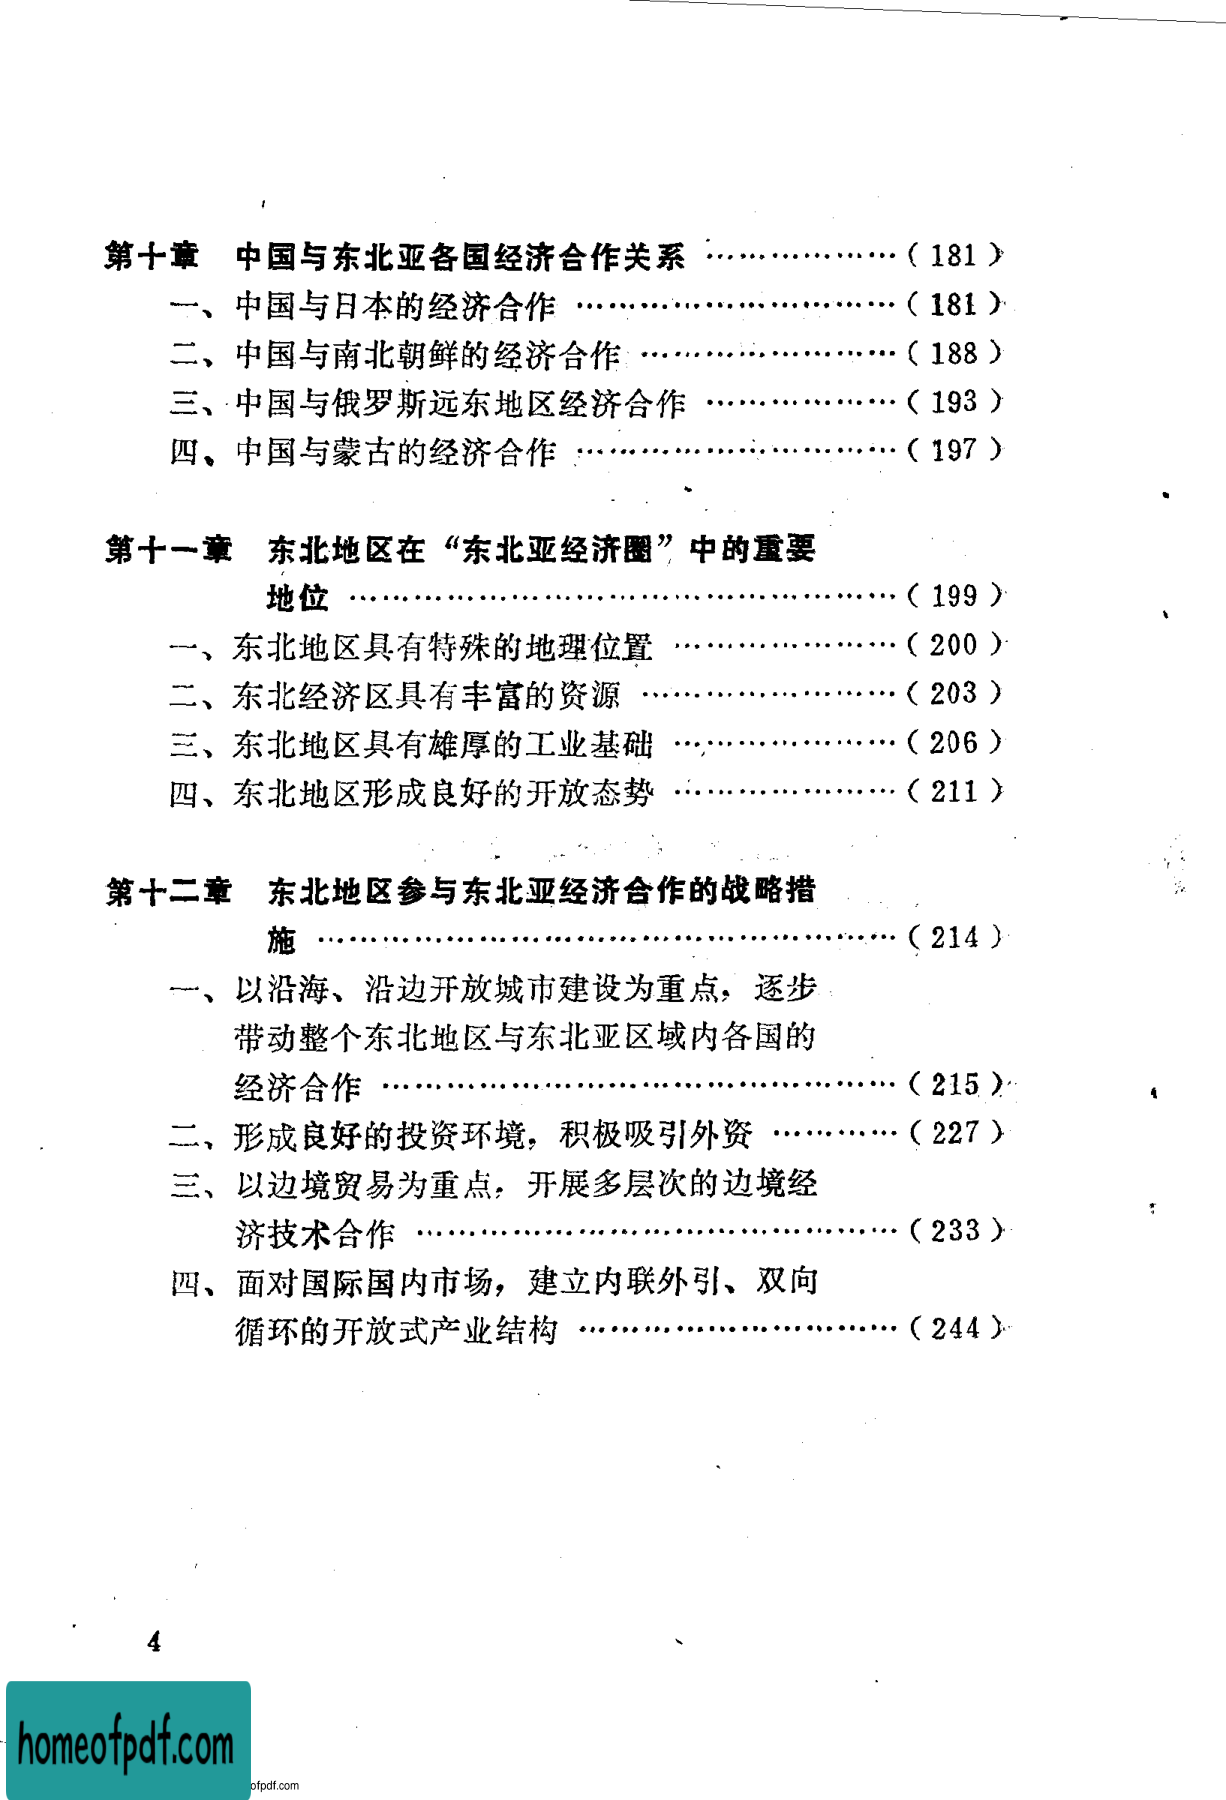 第十章　中国与东北亚各国经济合作关系 ………………（181）
一、中国与日本的经济合作 …………………………（181）
二、中国与南北朝鲜的经济合作 ……………………（188）
三、中国与俄罗斯远东地区经济合作 ………………（193）
四、中国与蒙古的经济合作 …………………………（197）
第十一章　东北地区在“东北亚经济圈”中的重要
地位 ……………………………………………（199）
一、东北地区具有特殊的地理位置 …………………（200）
二、东北经济区具有丰富的资源 ……………………（203）
三、东北地区具有雄厚的工业基础 …………………（206）
四、东北地区形成良好的开放态势 …………………（211）
第十二章　东北地区参与东北亚经济合作的战略措
施 ………………………………………………（214）
一、以沿海、沿边开放城市建设为重点，逐步
带动整个东北地区与东北亚区域内各国的
经济合作 …………………………………………（215）
二、形成良好的投资环境，积极吸引外资 …………（227）
三、以边境贸易为重点，开展多层次的边境经
济技术合作 ………………………………………（233）
四、面对国际国内市场，建立内联外引、双向
循环的开放式产业结构 …………………………（244）
4
homeofpdf.com
ofpdf.com